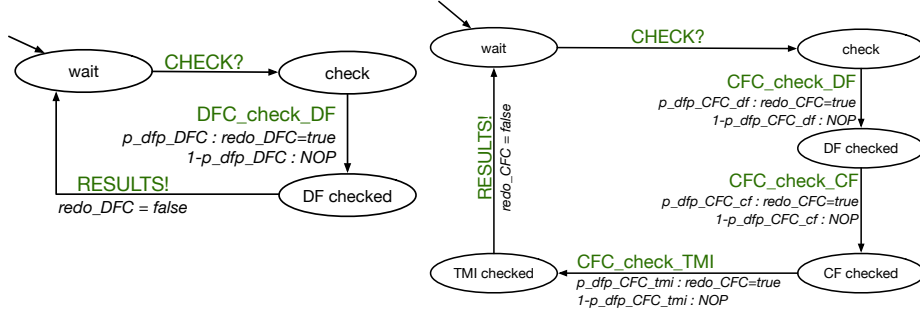 wait
CHECK?
check
DFC_check_DF
p_dfp_DFC : redo_DFC=true
1-p_dfp_DFC : NOP
RESULTS!
redo_DFC = false
DF checked
wait
CHECK?
check
CFC_check_DF
p_dfp_CFC_df : redo_CFC=true
1-p_dfp_CFC_df : NOP
DF checked
RESULTS!
redo_CFC = false
CFC_check_CF
p_dfp_CFC_cf : redo_CFC=true
1-p_dfp_CFC_cf : NOP
TMI checked
CFC_check_TMI
p_dfp_CFC_tmi : redo_CFC=true
1-p_dfp_CFC_tmi : NOP
CF checked